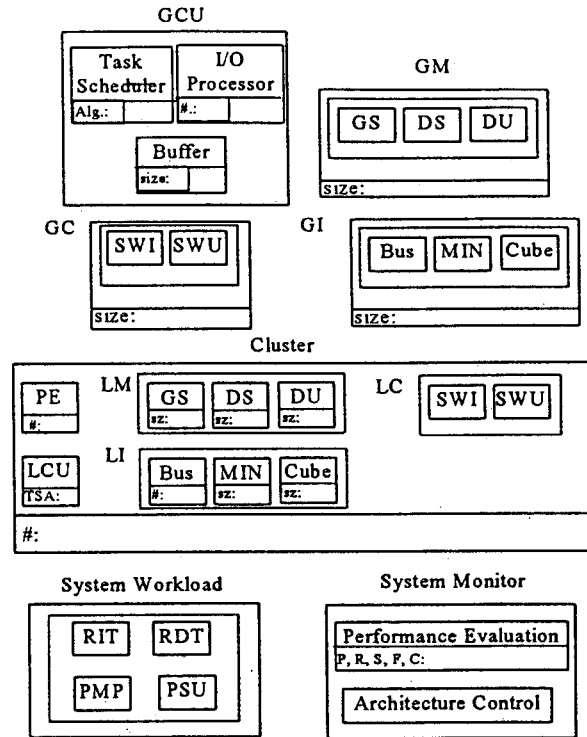 GCU
Task Scheduler
Alg.:
I/O Processor
#.:
Buffer
size:
GM
GS DS DU
size:
GC
SWI SWU
size:
GI
Bus MIN Cube
size:
Cluster
PE
#:
LM
GS DS DU
sz: sz: sz:
LC
SWI SWU
LCU
TSA:
LI
Bus MIN Cube
#: sz: sz:
#:
System Workload
RIT RDT
PMP PSU
System Monitor
Performance Evaluation
P, R, S, F, C:
Architecture Control